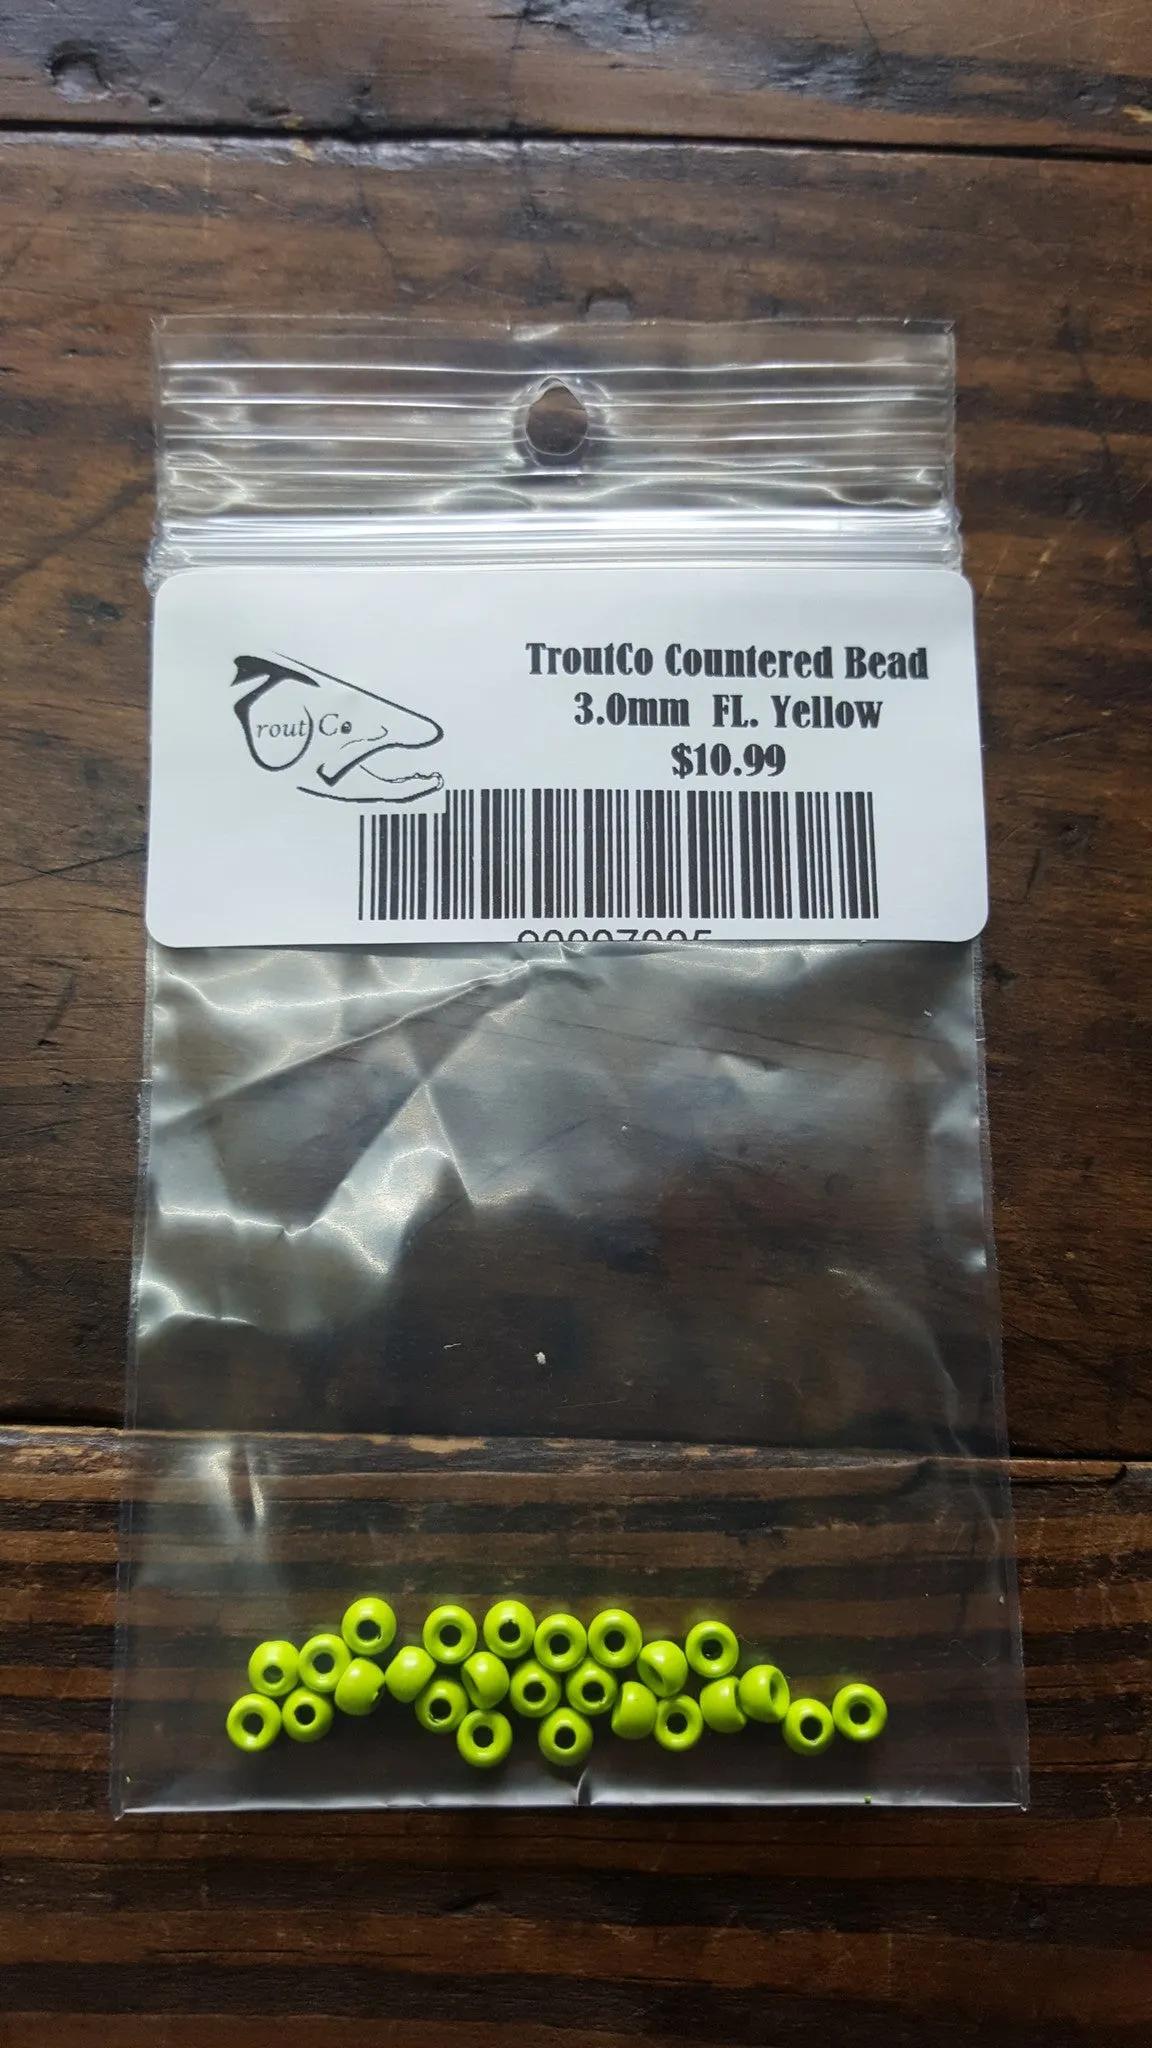 Trout Co
TroutCo Countered Bead
3.0mm FL. Yellow
$10.99